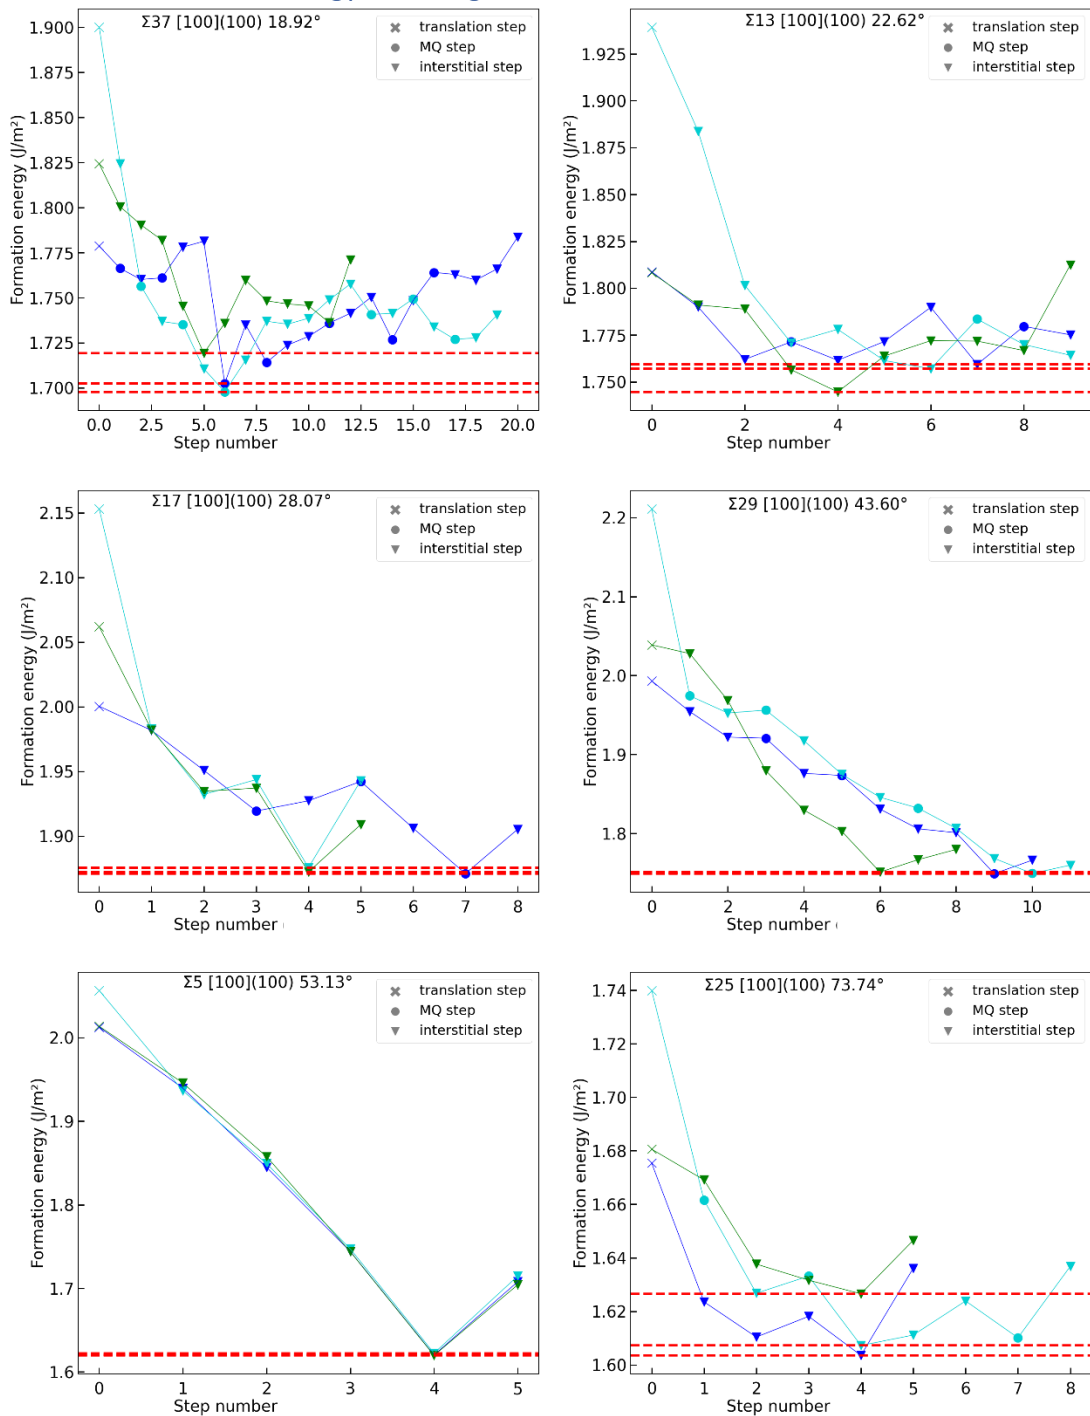 Σ37 [100](100) 18.92°
translation step
MQ step
interstitial step
1.900
1.875
1.850
1.825
1.800
1.775
1.750
1.725
1.700
Formation energy (J/m²)
0.0 2.5 5.0 7.5 10.0 12.5 15.0 17.5 20.0
Step number
Σ13 [100](100) 22.62°
translation step
MQ step
interstitial step
1.925
1.900
1.875
1.850
1.825
1.800
1.775
1.750
Formation energy (J/m²)
0 2 4 6 8
Step number
Σ17 [100](100) 28.07°
translation step
MQ step
interstitial step
2.15
2.10
2.05
2.00
1.95
1.90
Formation energy (J/m²)
0 1 2 3 4 5 6 7 8
Step number
Σ29 [100](100) 43.60°
translation step
MQ step
interstitial step
2.2
2.1
2.0
1.9
1.8
Formation energy (J/m²)
0 2 4 6 8 10
Step number
Σ5 [100](100) 53.13°
translation step
MQ step
interstitial step
2.0
1.9
1.8
1.7
1.6
Formation energy (J/m²)
0 1 2 3 4 5
Step number
Σ25 [100](100) 73.74°
translation step
MQ step
interstitial step
1.74
1.72
1.70
1.68
1.66
1.64
1.62
1.60
Formation energy (J/m²)
0 1 2 3 4 5 6 7 8
Step number